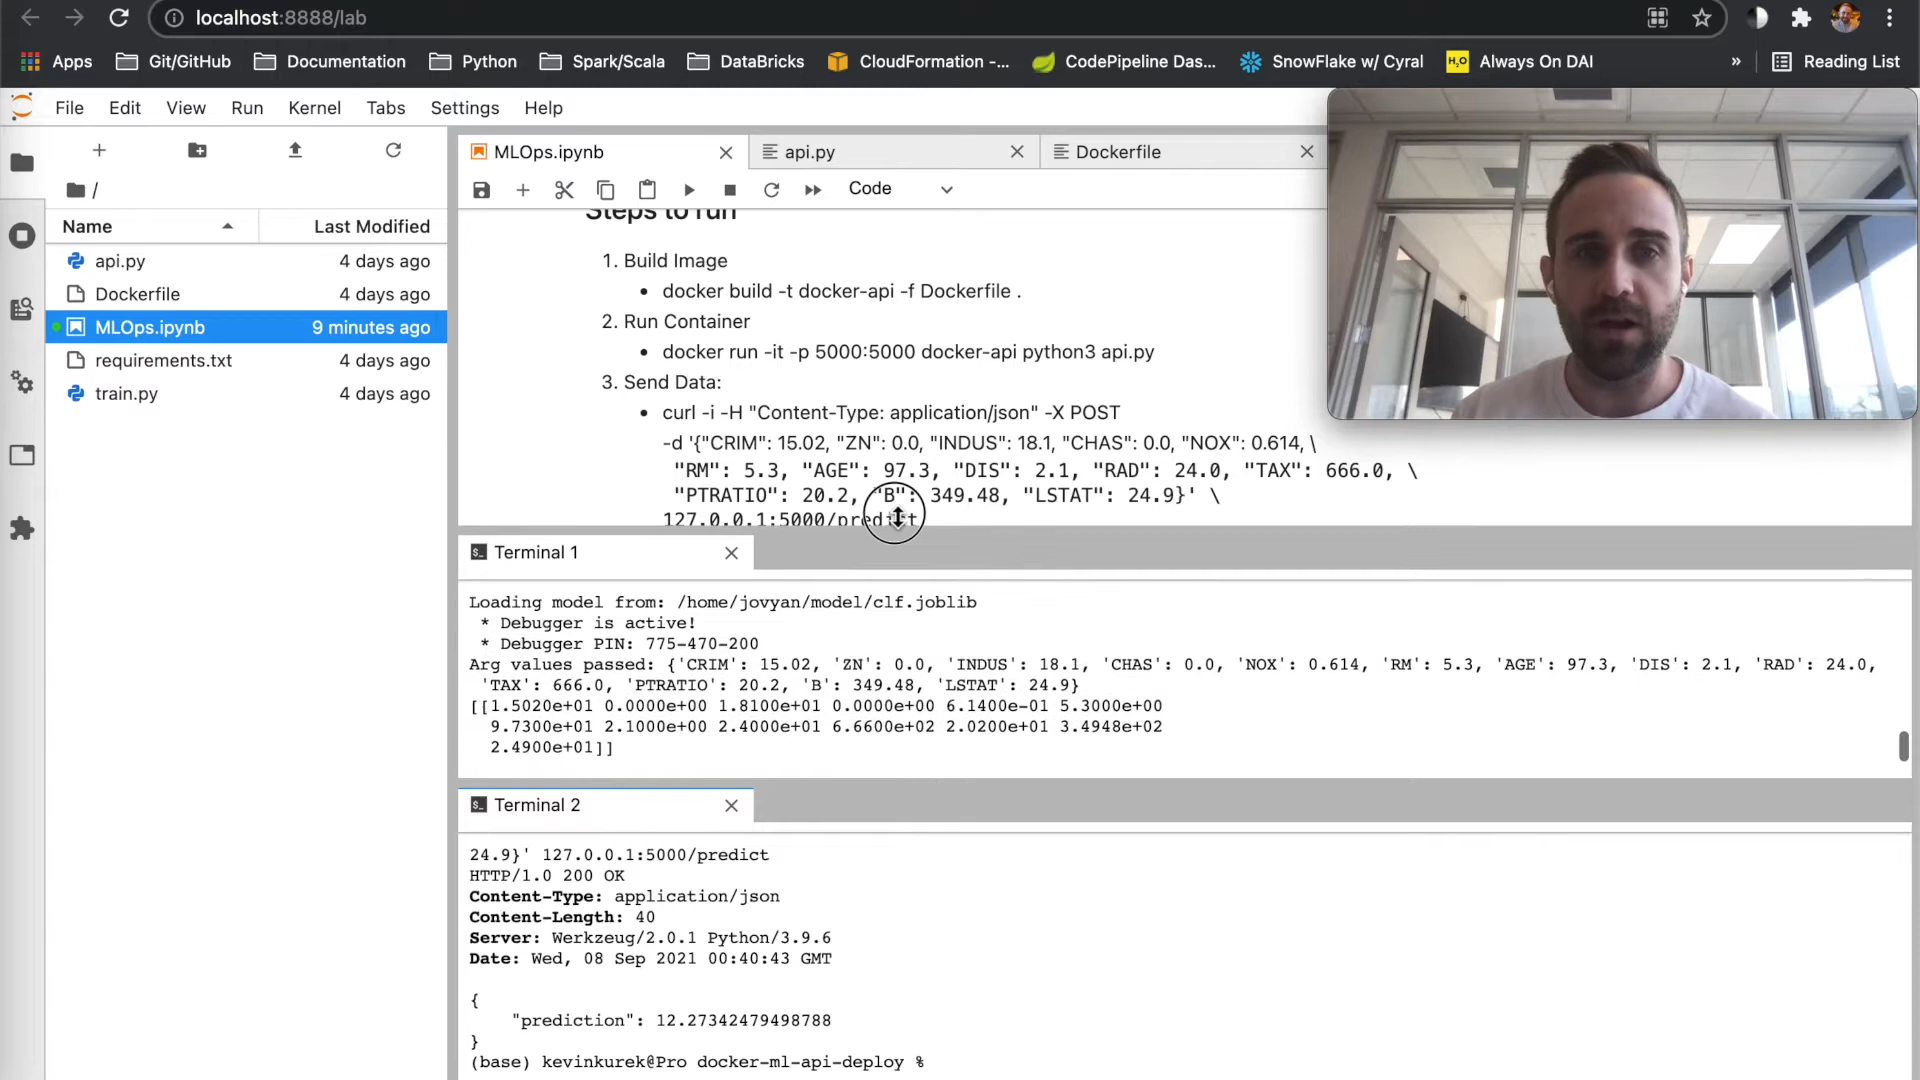 localhost:8888/lab
Apps
Git/GitHub
Documentation
Python
Spark/Scala
DataBricks
CloudFormation -...
CodePipeline Das...
SnowFlake w/ Cyral
H2O
Always On DAI
»
Reading List
File
Edit
View
Run
Kernel
Tabs
Settings
Help
/
Name
Last Modified
api.py
4 days ago
Dockerfile
4 days ago
MLOps.ipynb
9 minutes ago
requirements.txt
4 days ago
train.py
4 days ago
MLOps.ipynb
api.py
Dockerfile
Code
Steps to run
1. Build Image
• docker build -t docker-api -f Dockerfile .
2. Run Container
• docker run -it -p 5000:5000 docker-api python3 api.py
3. Send Data:
• curl -i -H "Content-Type: application/json" -X POST
-d '{"CRIM": 15.02, "ZN": 0.0, "INDUS": 18.1, "CHAS": 0.0, "NOX": 0.614, \
"RM": 5.3, "AGE": 97.3, "DIS": 2.1, "RAD": 24.0, "TAX": 666.0, \
"PTRATIO": 20.2, "B": 349.48, "LSTAT": 24.9}' \
127.0.0.1:5000/predict
Terminal 1
Loading model from: /home/jovyan/model/clf.joblib
* Debugger is active!
* Debugger PIN: 775-470-200
Arg values passed: {'CRIM': 15.02, 'ZN': 0.0, 'INDUS': 18.1, 'CHAS': 0.0, 'NOX': 0.614, 'RM': 5.3, 'AGE': 97.3, 'DIS': 2.1, 'RAD': 24.0,
'TAX': 666.0, 'PTRATIO': 20.2, 'B': 349.48, 'LSTAT': 24.9}
[[1.5020e+01 0.0000e+00 1.8100e+01 0.0000e+00 6.1400e-01 5.3000e+00
9.7300e+01 2.1000e+00 2.4000e+01 6.6600e+02 2.0200e+01 3.4948e+02
2.4900e+01]]
Terminal 2
24.9}' 127.0.0.1:5000/predict
HTTP/1.0 200 OK
Content-Type: application/json
Content-Length: 40
Server: Werkzeug/2.0.1 Python/3.9.6
Date: Wed, 08 Sep 2021 00:40:43 GMT
{
"prediction": 12.27342479498788
}
(base) kevinkurek@Pro docker-ml-api-deploy %